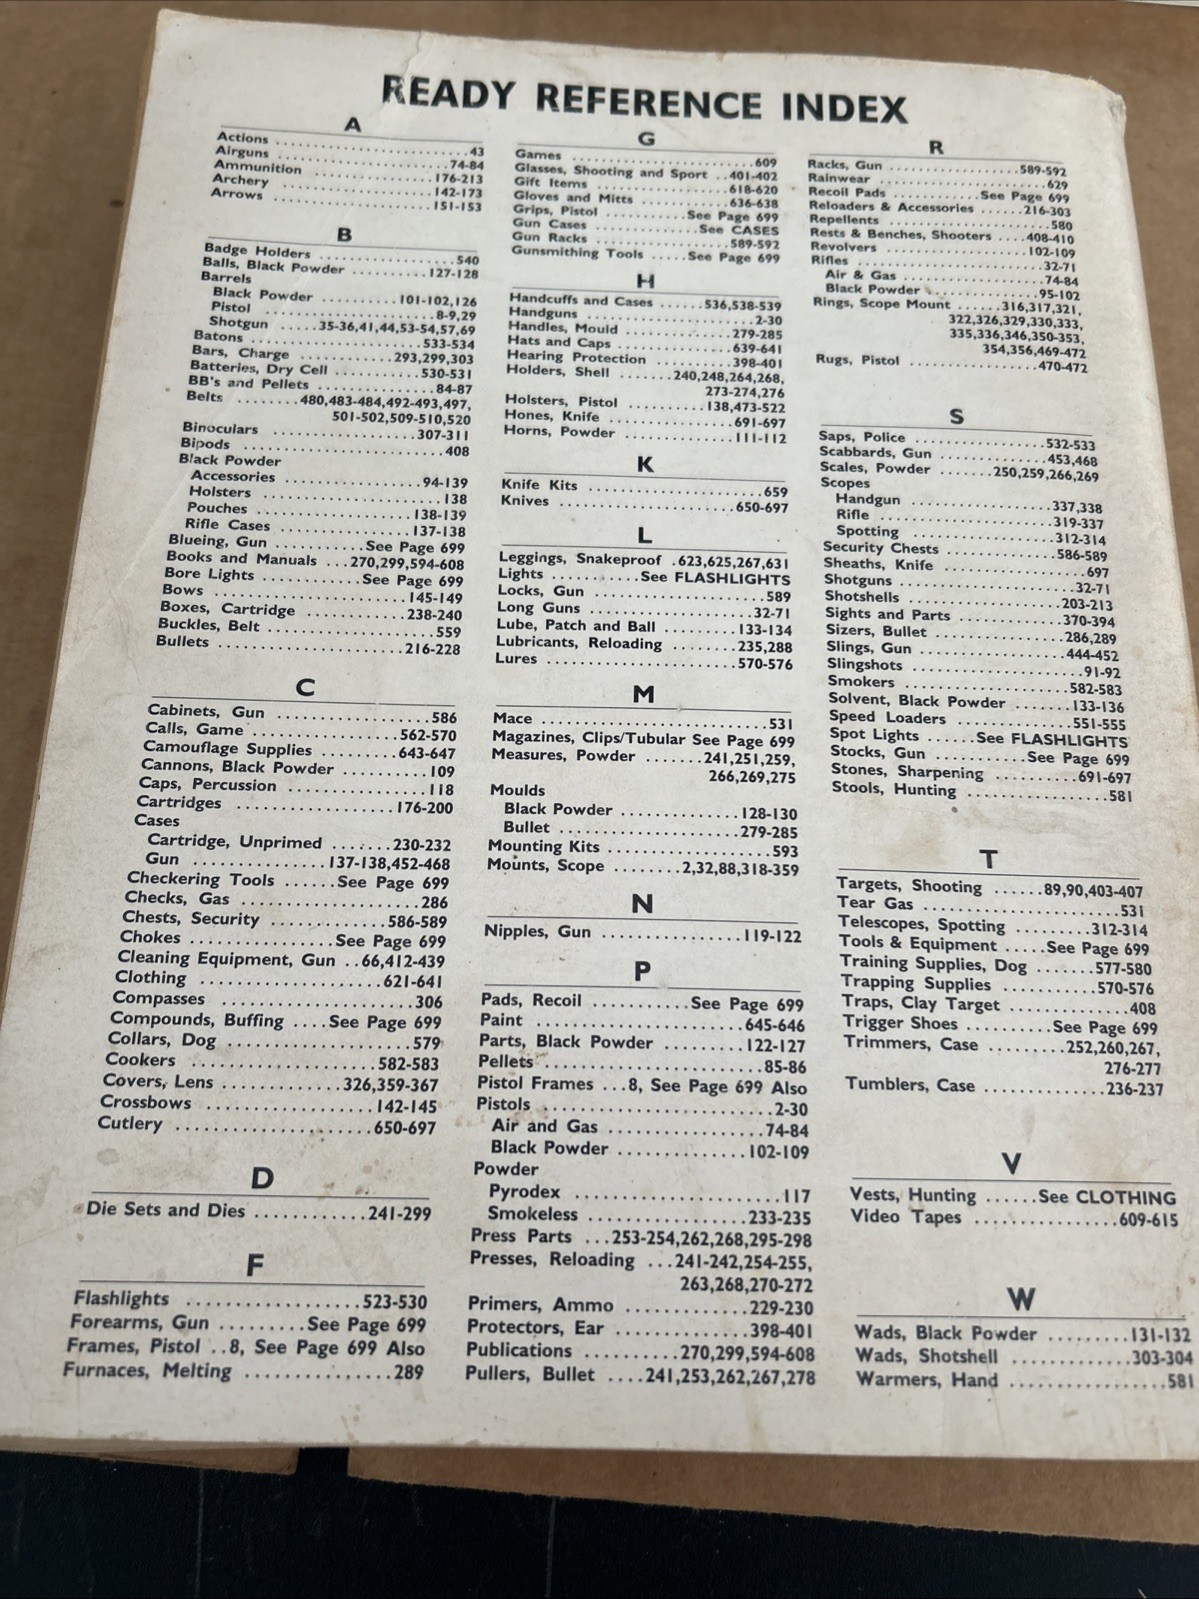 READY REFERENCE INDEX
A
Actions ........................43
Airguns ........................74-84
Ammunition ..................176-213
Archery ......................142-173
Arrows .......................151-153
B
Badge Holders ...................540
Balls, Black Powder ..........127-128
Barrels
Black Powder ..........101-102,126
Pistol ........................8-9,29
Shotgun .....35-36,41,44,53-54,57,69
Batons ........................533-534
Bars, Charge ............293,299,303
Batteries, Dry Cell ..........530-531
BB's and Pellets ................84-87
Belts ........480,483-484,492-493,497,
501-502,509-510,520
Binoculars ...................307-311
Bipods ..........................408
Black Powder
Accessories .................94-139
Holsters .......................138
Pouches ....................138-139
Rifle Cases ................137-138
Blueing, Gun ...........See Page 699
Books and Manuals ...270,299,594-608
Bore Lights .............See Page 699
Bows .........................145-149
Boxes, Cartridge ............238-240
Buckles, Belt ....................559
Bullets .......................216-228
C
Cabinets, Gun ..................586
Calls, Game .................562-570
Camouflage Supplies ..........643-647
Cannons, Black Powder ..........109
Caps, Percussion ................118
Cartridges ..................176-200
Cases
Cartridge, Unprimed .......230-232
Gun .............137-138,452-468
Checkering Tools ......See Page 699
Checks, Gas .....................286
Chests, Security ............586-589
Chokes ................See Page 699
Cleaning Equipment, Gun ..66,412-439
Clothing ....................621-641
Compasses .....................306
Compounds, Buffing ....See Page 699
Collars, Dog ....................579
Cookers .....................582-583
Covers, Lens ............326,359-367
Crossbows .................142-145
Cutlery .....................650-697
D
Die Sets and Dies ............241-299
F
Flashlights ..................523-530
Forearms, Gun .........See Page 699
Frames, Pistol ..8, See Page 699 Also
Furnaces, Melting ...............289
G
Games ........................609
Glasses, Shooting and Sport ..401-402
Gift Items ...................618-620
Gloves and Mitts .............636-638
Grips, Pistol ...........See Page 699
Gun Cases ...............See CASES
Gun Racks ...................589-592
Gunsmithing Tools .....See Page 699
H
Handcuffs and Cases ......536,538-539
Handguns .......................2-30
Handles, Mould ..............279-285
Hats and Caps ................639-641
Hearing Protection ............398-401
Holders, Shell .......240,248,264,268,
273-274,276
Holsters, Pistol ..........138,473-522
Hones, Knife .................691-697
Horns, Powder ...............111-112
K
Knife Kits .......................659
Knives .......................650-697
L
Leggings, Snakeproof .623,625,267,631
Lights .........See FLASHLIGHTS
Locks, Gun .....................589
Long Guns ....................32-71
Lube, Patch and Ball .........133-134
Lubricants, Reloading ........235,288
Lures .......................570-576
M
Mace ..........................531
Magazines, Clips/Tubular See Page 699
Measures, Powder .......241,251,259,
266,269,275
Moulds
Black Powder .............128-130
Bullet .....................279-285
Mounting Kits ..................593
Mounts, Scope ........2,32,88,318-359
N
Nipples, Gun ...............119-122
P
Pads, Recoil ..........See Page 699
Paint ......................645-646
Parts, Black Powder .........122-127
Pellets .......................85-86
Pistol Frames ...8, See Page 699 Also
Pistols ........................2-30
Air and Gas ................74-84
Black Powder ............102-109
Powder
Pyrodex .....................117
Smokeless ................233-235
Press Parts ...253-254,262,268,295-298
Presses, Reloading ...241-242,254-255,
263,268,270-272
Primers, Ammo ............229-230
Protectors, Ear .............398-401
Publications ..........270,299,594-608
Pullers, Bullet ....241,253,262,267,278
R
Racks, Gun .................589-592
Rainwear .......................629
Recoil Pads ............See Page 699
Reloaders & Accessories ......216-303
Repellents .....................580
Rests & Benches, Shooters ....408-410
Revolvers ...................102-109
Rifles .........................32-71
Air & Gas ...................74-84
Black Powder ................95-102
Rings, Scope Mount .....316,317,321,
322,326,329,330,333,
335,336,346,350-353,
354,356,469-472
Rugs, Pistol .................470-472
S
Saps, Police .................532-533
Scabbards, Gun ..............453,468
Scales, Powder .......250,259,266,269
Scopes
Handgun ..................337,338
Rifle ......................319-337
Spotting ..................312-314
Security Chests ..............586-589
Sheaths, Knife ..................697
Shotguns .....................32-71
Shotshells ..................203-213
Sights and Parts .............370-394
Sizers, Bullet ................286,289
Slings, Gun .................444-452
Slingshots .....................91-92
Smokers ....................582-583
Solvent, Black Powder .......133-136
Speed Loaders .............551-555
Spot Lights ......See FLASHLIGHTS
Stocks, Gun ...........See Page 699
Stones, Sharpening ..........691-697
Stools, Hunting .................581
T
Targets, Shooting ......89,90,403-407
Tear Gas .......................531
Telescopes, Spotting .........312-314
Tools & Equipment .....See Page 699
Training Supplies, Dog .......577-580
Trapping Supplies ..........570-576
Traps, Clay Target .............408
Trigger Shoes ..........See Page 699
Trimmers, Case .........252,260,267,
276-277
Tumblers, Case .............236-237
V
Vests, Hunting ......See CLOTHING
Video Tapes ...............609-615
W
Wads, Black Powder .........131-132
Wads, Shotshell ............303-304
Warmers, Hand .................581